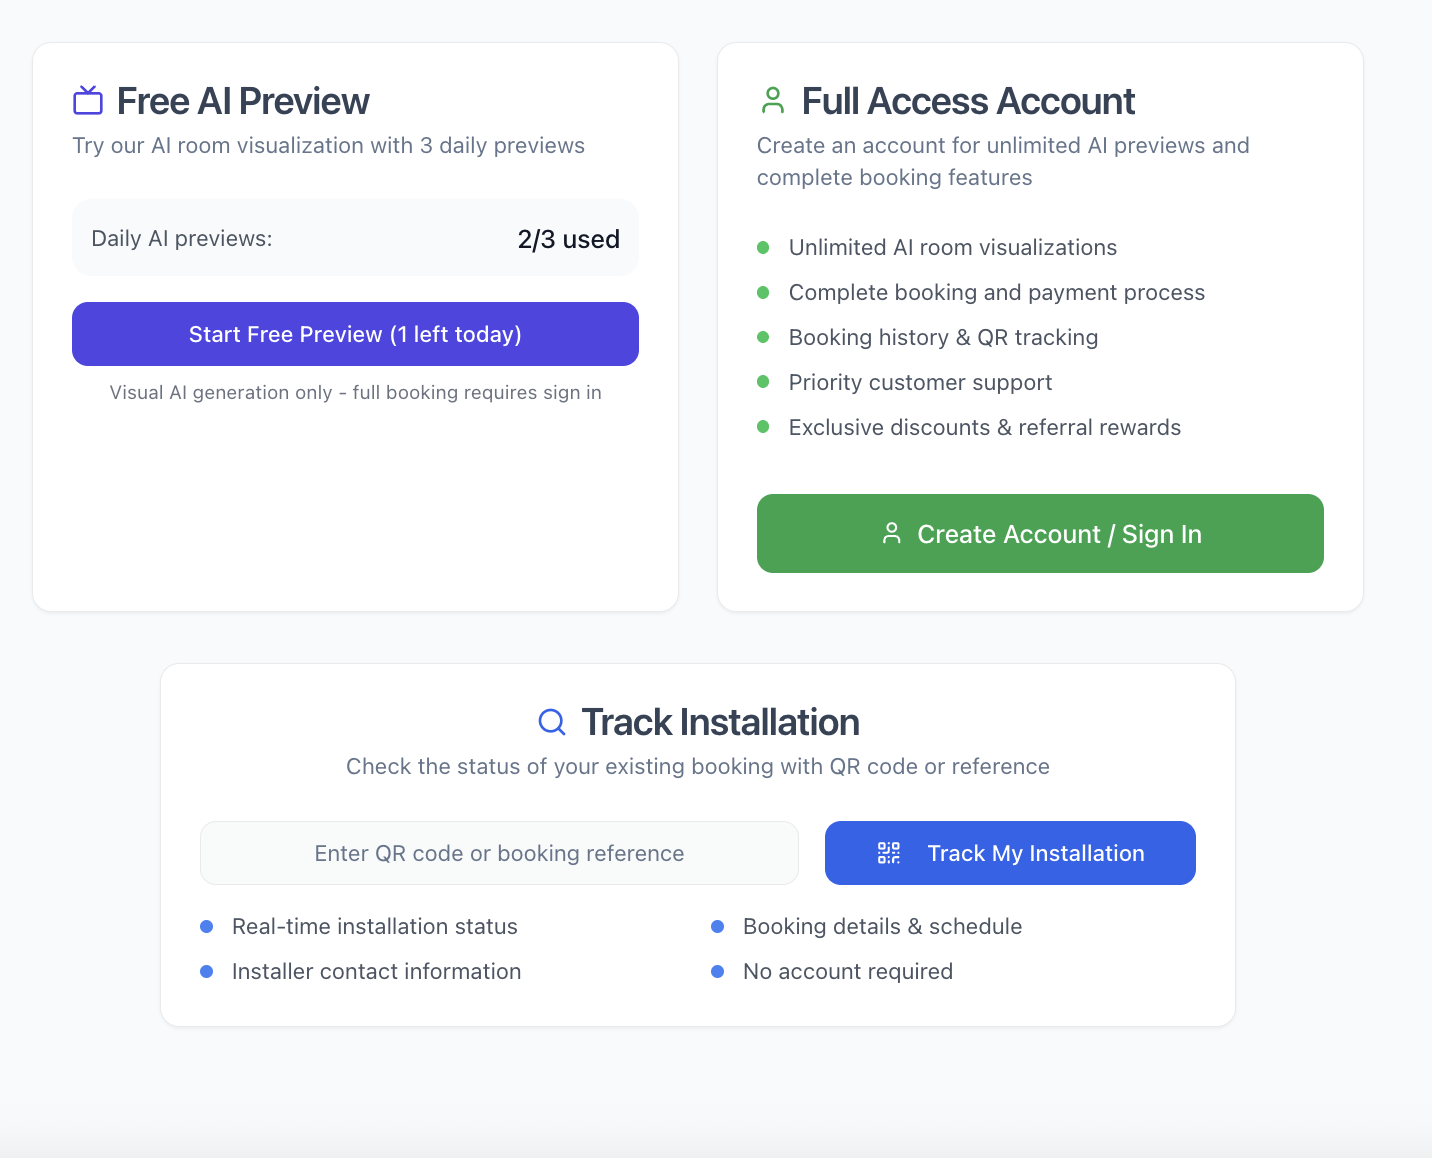 Free AI Preview
Try our AI room visualization with 3 daily previews
Daily AI previews:
2/3 used
Start Free Preview (1 left today)
Visual AI generation only - full booking requires sign in
Full Access Account
Create an account for unlimited AI previews and
complete booking features
Unlimited AI room visualizations
Complete booking and payment process
Booking history & QR tracking
Priority customer support
Exclusive discounts & referral rewards
Create Account / Sign In
Track Installation
Check the status of your existing booking with QR code or reference
Enter QR code or booking reference
Track My Installation
Real-time installation status
Booking details & schedule
Installer contact information
No account required